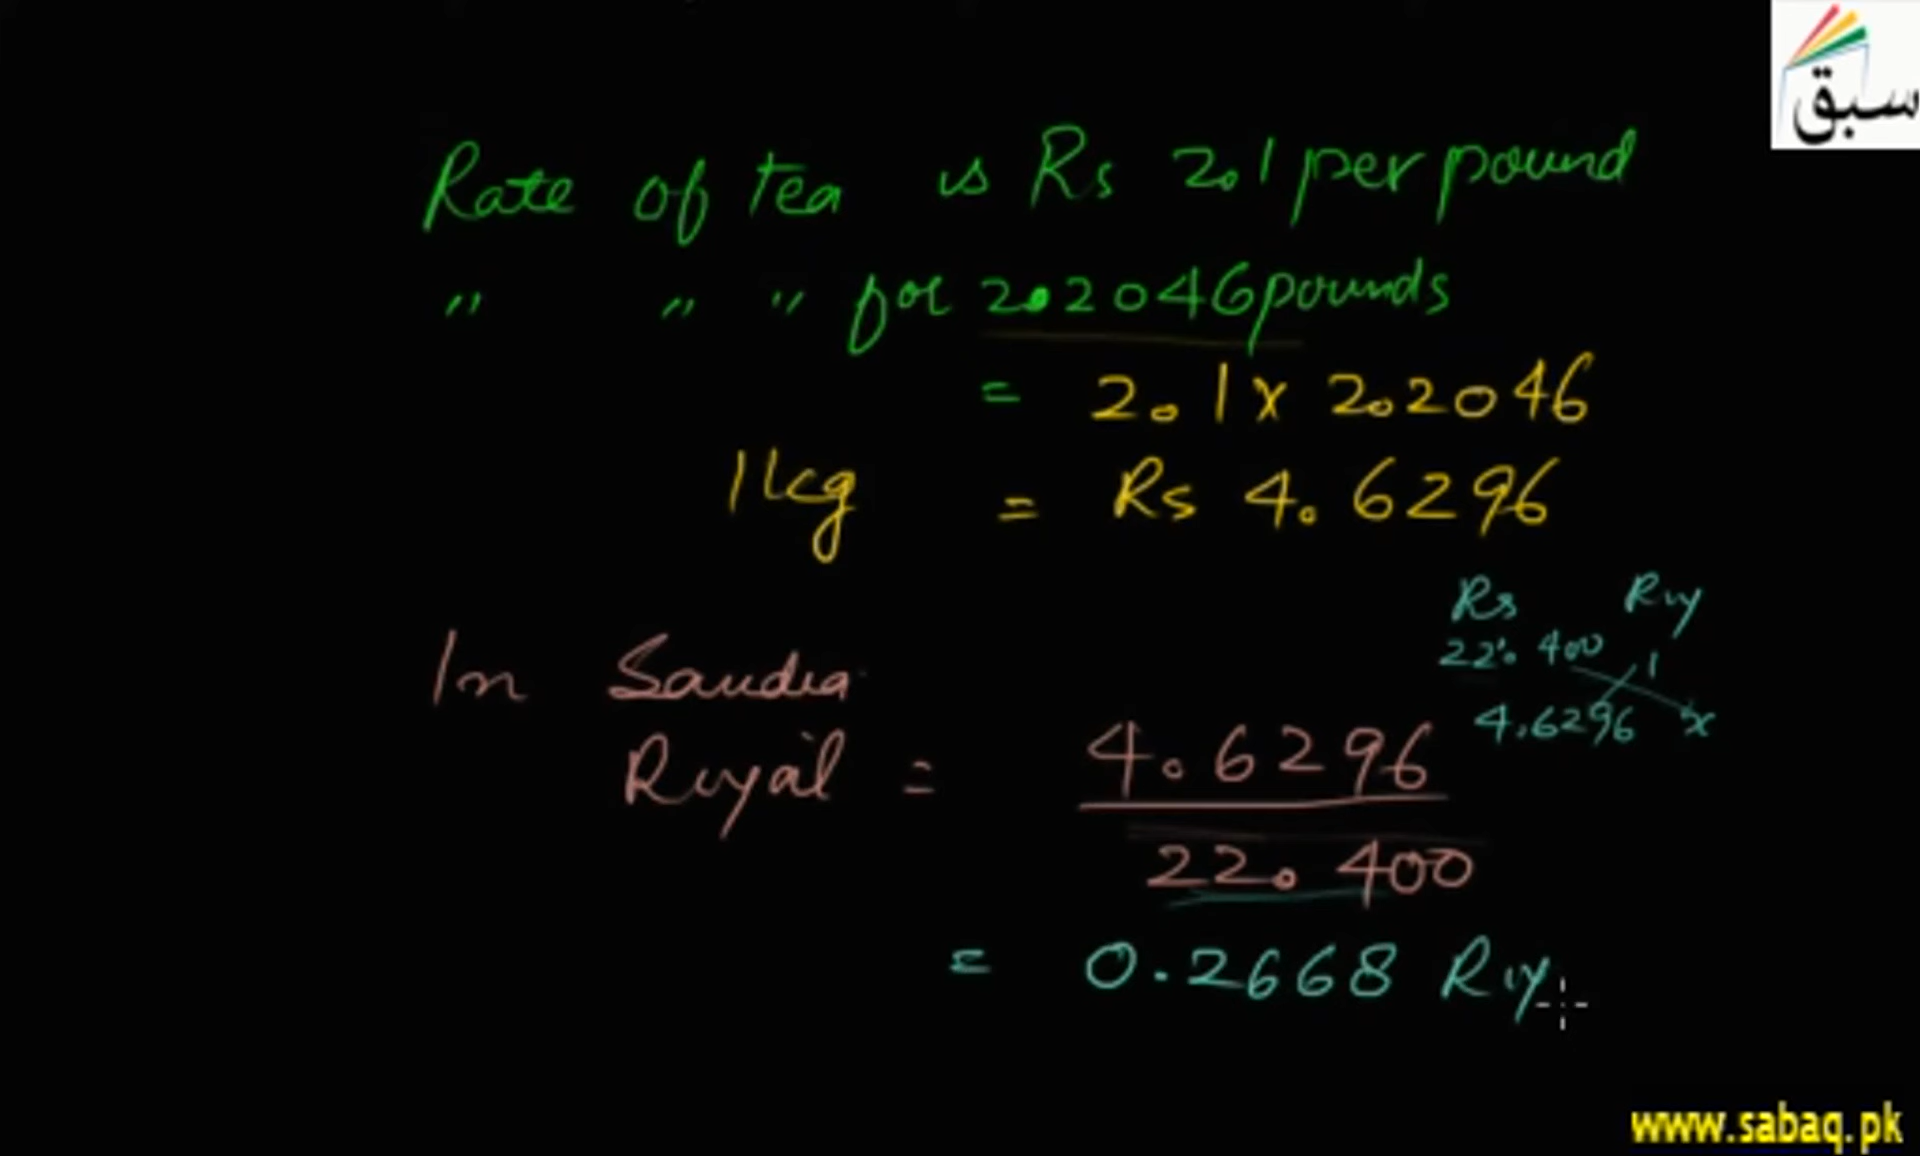 سبق
Rate of tea is Rs 2.1 per pound
" " " for 2.2046 pounds
= 2.1 x 2.2046
1 kg = Rs 4.6296
Rs Riy
22.400 1
4.6296 x
In Saudia
Riyal = 4.6296
22.400
= 0.2668 Riy
www.sabaq.pk